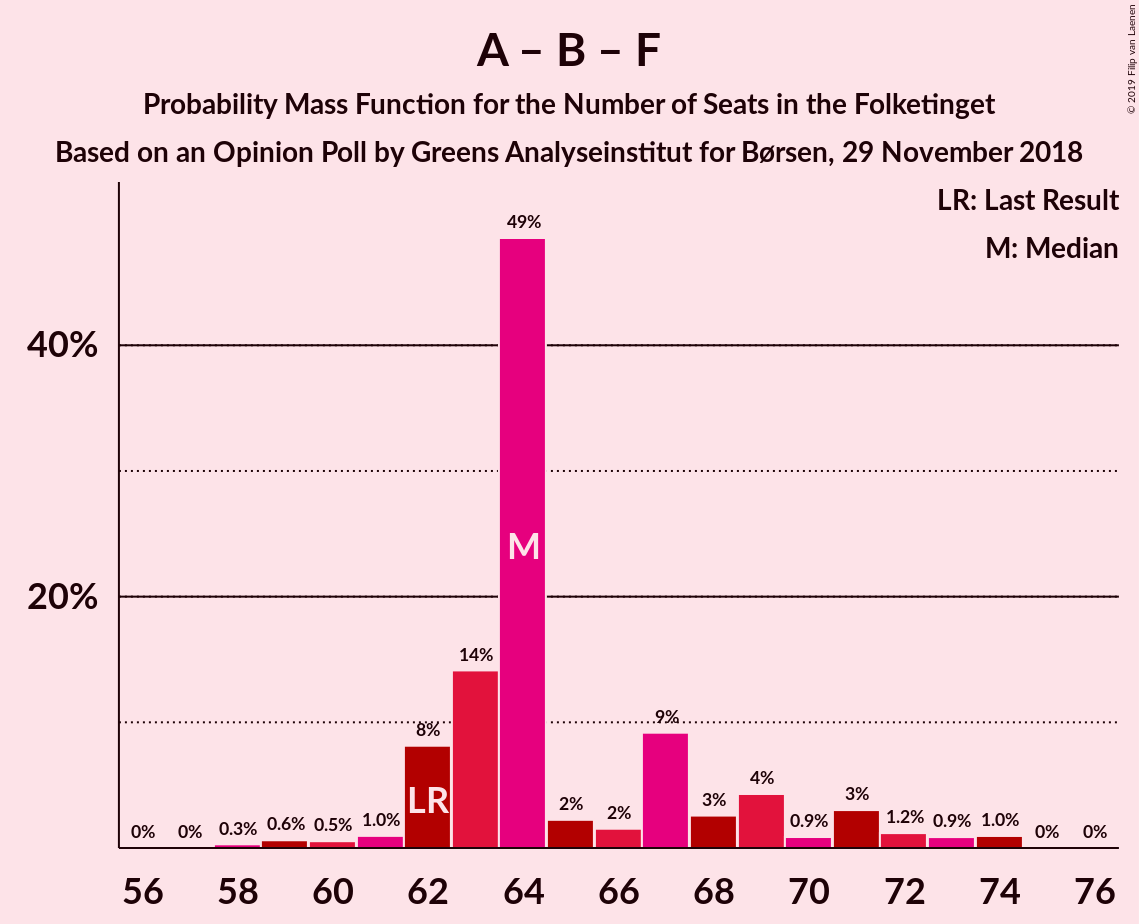 A – B – F
Probability Mass Function for the Number of Seats in the Folketinget
Based on an Opinion Poll by Greens Analyseinstitut for Børsen, 29 November 2018
© 2019 Filip van Laenen
LR: Last Result
M: Median
40%
20%
0%
0%
0.3%
0.6%
0.5%
1.0%
8%
14%
49%
2%
2%
9%
3%
4%
0.9%
3%
1.2%
0.9%
1.0%
0%
0%
LR
M
56 58 60 62 64 66 68 70 72 74 76